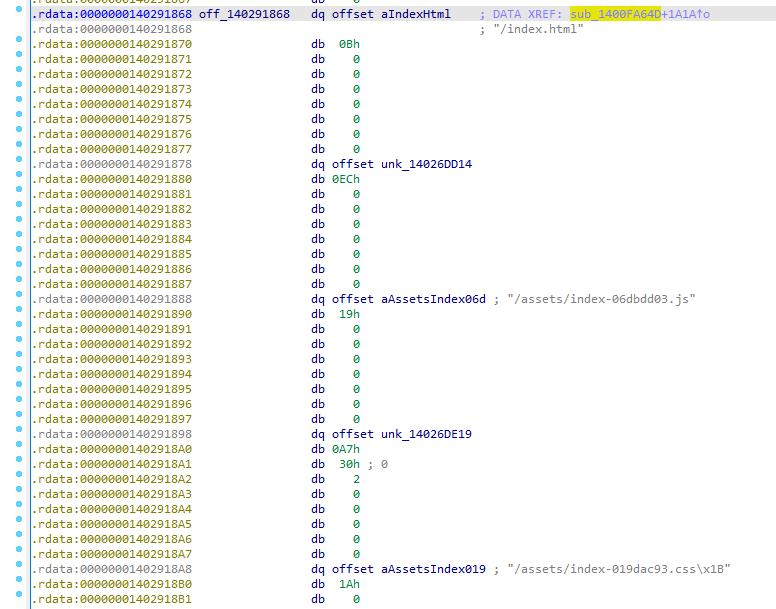 .rdata:0000000140291868 off_140291868 dq offset aIndexHtml ; DATA XREF: sub_1400FA64D+1A1A↑o
.rdata:0000000140291868 ; "/index.html"
.rdata:0000000140291870 db 0Bh
.rdata:0000000140291871 db 0
.rdata:0000000140291872 db 0
.rdata:0000000140291873 db 0
.rdata:0000000140291874 db 0
.rdata:0000000140291875 db 0
.rdata:0000000140291876 db 0
.rdata:0000000140291877 db 0
.rdata:0000000140291878 dq offset unk_14026DD14
.rdata:0000000140291880 db 0ECh
.rdata:0000000140291881 db 0
.rdata:0000000140291882 db 0
.rdata:0000000140291883 db 0
.rdata:0000000140291884 db 0
.rdata:0000000140291885 db 0
.rdata:0000000140291886 db 0
.rdata:0000000140291887 db 0
.rdata:0000000140291888 dq offset aAssetsIndex06d ; "/assets/index-06dbdd03.js"
.rdata:0000000140291890 db 19h
.rdata:0000000140291891 db 0
.rdata:0000000140291892 db 0
.rdata:0000000140291893 db 0
.rdata:0000000140291894 db 0
.rdata:0000000140291895 db 0
.rdata:0000000140291896 db 0
.rdata:0000000140291897 db 0
.rdata:0000000140291898 dq offset unk_14026DE19
.rdata:00000001402918A0 db 0A7h
.rdata:00000001402918A1 db 30h ; 0
.rdata:00000001402918A2 db 2
.rdata:00000001402918A3 db 0
.rdata:00000001402918A4 db 0
.rdata:00000001402918A5 db 0
.rdata:00000001402918A6 db 0
.rdata:00000001402918A7 db 0
.rdata:00000001402918A8 dq offset aAssetsIndex019 ; "/assets/index-019dac93.css\x1B"
.rdata:00000001402918B0 db 1Ah
.rdata:00000001402918B1 db 0